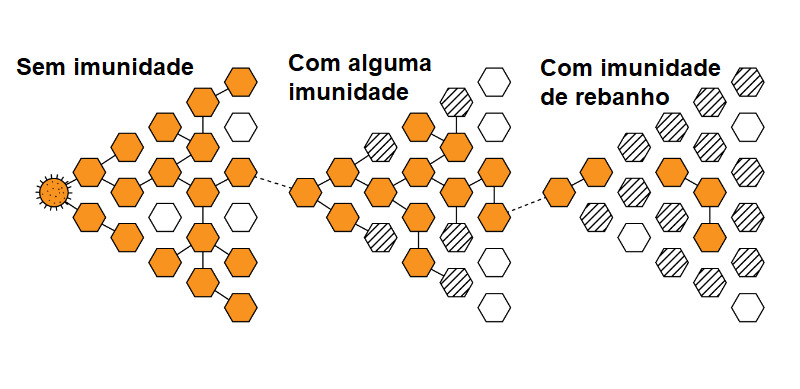 Sem imunidade
Com alguma
imunidade
Com imunidade
de rebanho